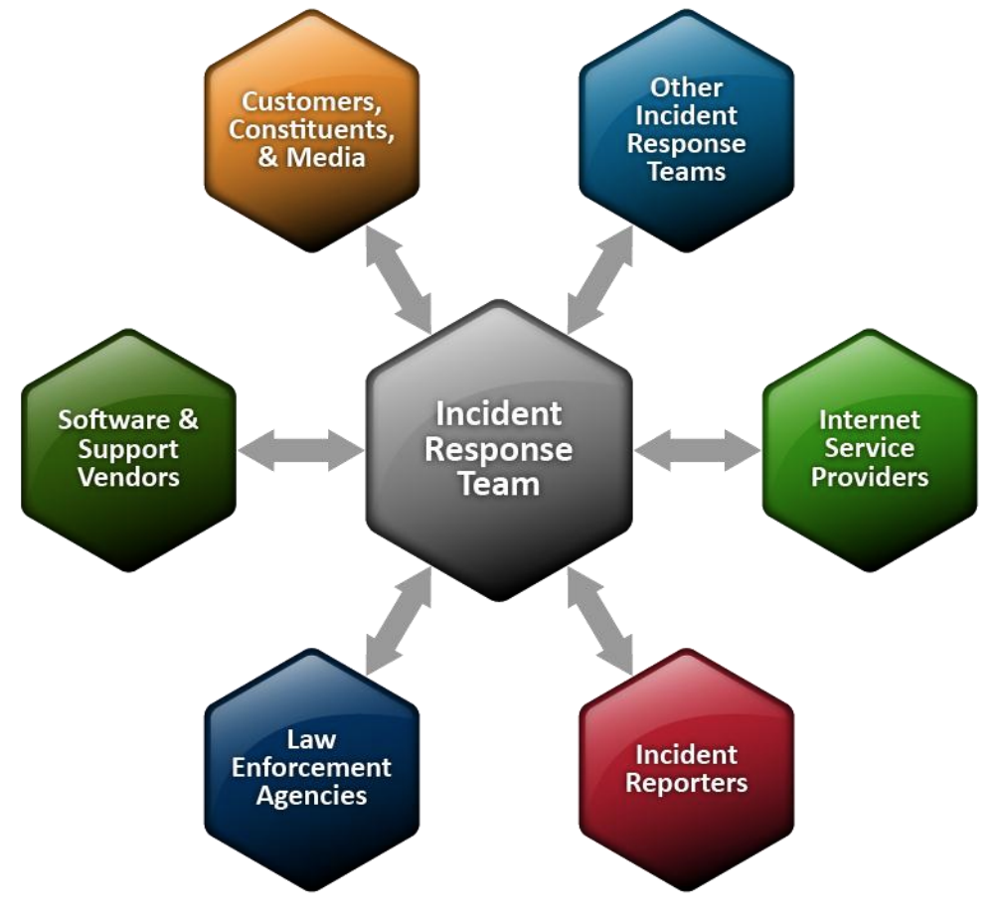 Customers,
Constituents,
& Media
Other
Incident
Response
Teams
Software &
Support
Vendors
Incident
Response
Team
Internet
Service
Providers
Law
Enforcement
Agencies
Incident
Reporters